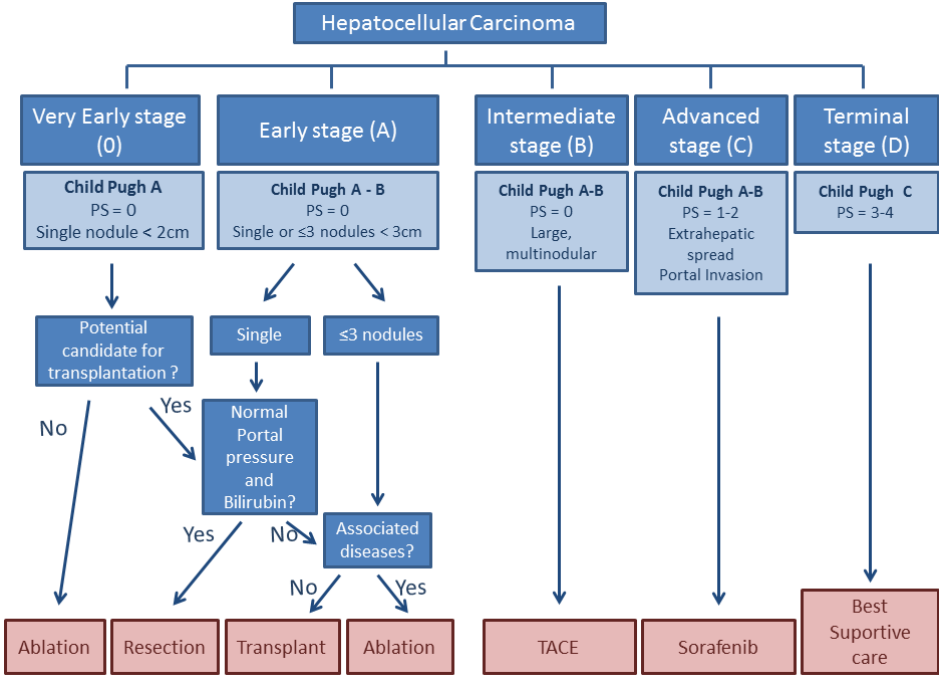 Hepatocellular Carcinoma
Very Early stage
(0)
Early stage (A)
Intermediate
stage (B)
Advanced
stage (C)
Terminal
stage (D)
Child Pugh A
PS = 0
Single nodule < 2cm
Child Pugh A - B
PS = 0
Single or ≤3 nodules < 3cm
Child Pugh A-B
PS = 0
Large,
multinodular
Child Pugh A-B
PS = 1-2
Extrahepatic
spread
Portal Invasion
Child Pugh C
PS = 3-4
Potential
candidate for
transplantation ?
Single
≤3 nodules
No
Yes
Normal
Portal
pressure
and
Bilirubin?
Yes
No
Associated
diseases?
No
Yes
Ablation
Resection
Transplant
Ablation
TACE
Sorafenib
Best
Suportive
care